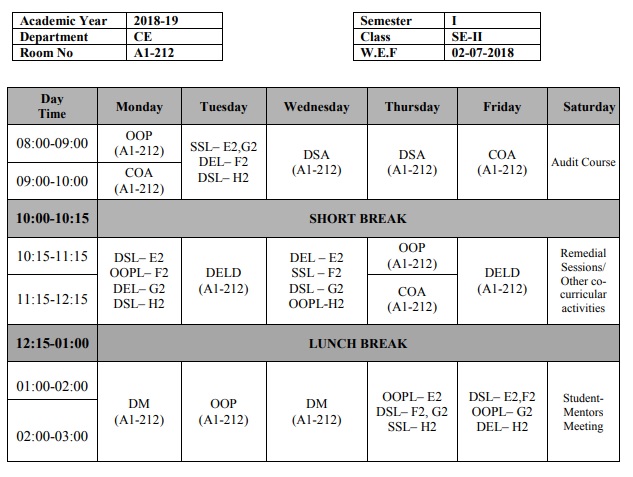 Academic Year 2018-19
Department CE
Room No A1-212
Semester I
Class SE-II
W.E.F 02-07-2018
Day
Time
Monday Tuesday Wednesday Thursday Friday Saturday
08:00-09:00
09:00-10:00
OOP
(A1-212)
COA
(A1-212)
SSL– E2,G2
DEL– F2
DSL– H2
DSA
(A1-212)
DSA
(A1-212)
COA
(A1-212)
Audit Course
10:00-10:15 SHORT BREAK
10:15-11:15
11:15-12:15
DSL– E2
OOPL– F2
DEL– G2
DSL– H2
DELD
(A1-212)
DEL – E2
SSL – F2
DSL – G2
OOPL-H2
OOP
(A1-212)
COA
(A1-212)
DELD
(A1-212)
Remedial
Sessions/
Other co-
curricular
activities
12:15-01:00 LUNCH BREAK
01:00-02:00
02:00-03:00
DM
(A1-212)
OOP
(A1-212)
DM
(A1-212)
OOPL– E2
DSL– F2, G2
SSL– H2
DSL– E2,F2
OOPL– G2
DEL– H2
Student-
Mentors
Meeting